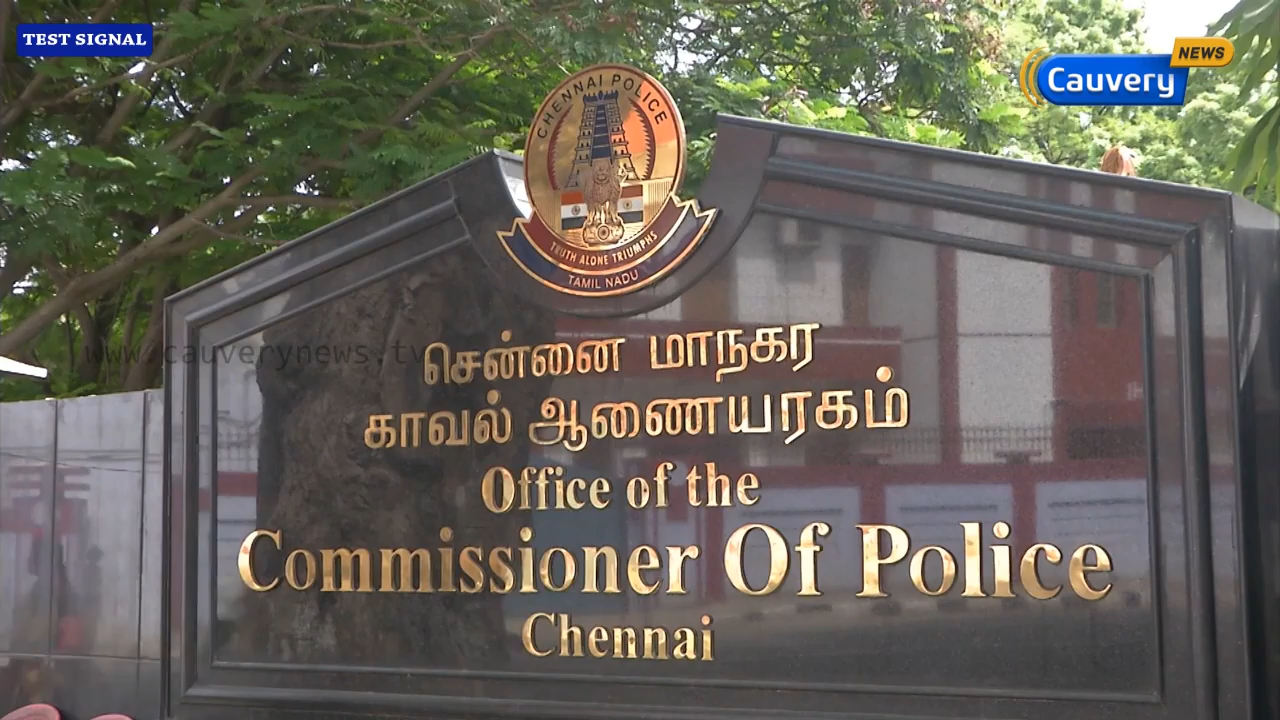 TEST SIGNAL
NEWS
Cauvery
CHENNAI POLICE
TRUTH ALONE TRIUMPHS
TAMIL NADU
www.cauverynews.tv
சென்னை மாநகர
காவல் ஆணையரகம்
Office of the
Commissioner Of Police
Chennai